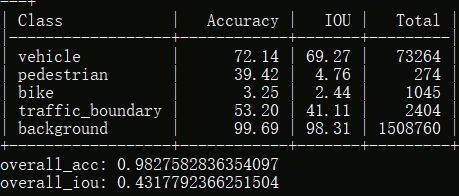 ---+
| Class            |   Accuracy |   IOU |   Total |
|------------------+------------+-------+---------|
| vehicle          |      72.14 | 69.27 |   73264 |
| pedestrian       |      39.42 |  4.76 |     274 |
| bike             |       3.25 |  2.44 |    1045 |
| traffic_boundary |      53.20 | 41.11 |    2404 |
| background       |      99.69 | 98.31 | 1508760 |
+------------------+------------+-------+---------+
overall_acc: 0.9827582836354097
overall_iou: 0.4317792366251504